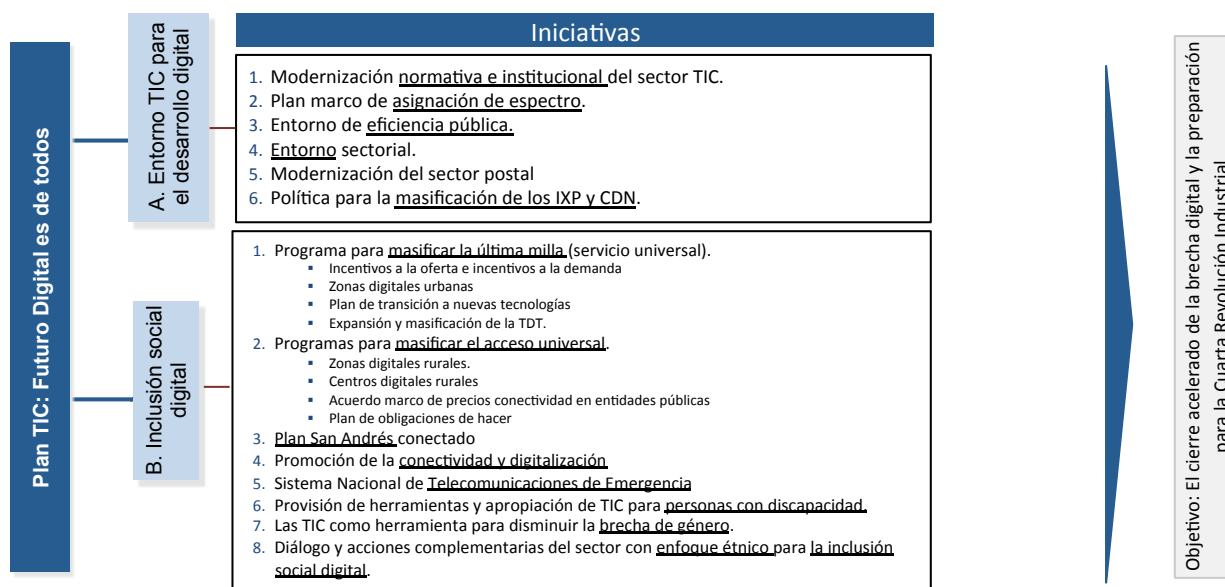 Plan TIC: Futuro Digital es de todos
A. Entorno TIC para
el desarrollo digital
Iniciativas
1. Modernización normativa e institucional del sector TIC.
2. Plan marco de asignación de espectro.
3. Entorno de eficiencia pública.
4. Entorno sectorial.
5. Modernización del sector postal
6. Política para la masificación de los IXP y CDN.
B. Inclusión social
digital
1. Programa para masificar la última milla (servicio universal).
▪ Incentivos a la oferta e incentivos a la demanda
▪ Zonas digitales urbanas
▪ Plan de transición a nuevas tecnologías
▪ Expansión y masificación de la TDT.
2. Programas para masificar el acceso universal.
▪ Zonas digitales rurales.
▪ Centros digitales rurales
▪ Acuerdo marco de precios conectividad en entidades públicas
▪ Plan de obligaciones de hacer
3. Plan San Andrés conectado
4. Promoción de la conectividad y digitalización
5. Sistema Nacional de Telecomunicaciones de Emergencia
6. Provisión de herramientas y apropiación de TIC para personas con discapacidad.
7. Las TIC como herramienta para disminuir la brecha de género.
8. Diálogo y acciones complementarias del sector con enfoque étnico para la inclusión
social digital.
Objetivo: El cierre acelerado de la brecha digital y la preparación
para la Cuarta Revolución Industrial